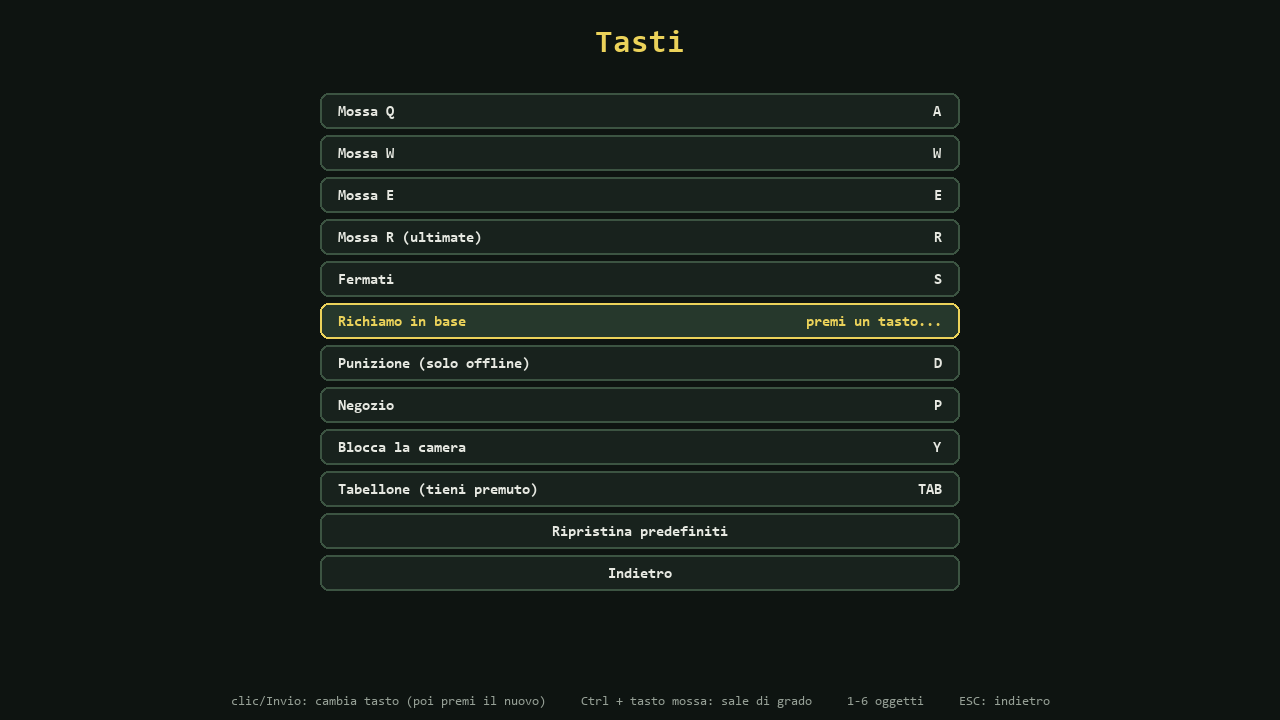 Tasti
Mossa Q A
Mossa W W
Mossa E E
Mossa R (ultimate) R
Fermati S
Richiamo in base premi un tasto...
Punizione (solo offline) D
Negozio P
Blocca la camera Y
Tabellone (tieni premuto) TAB
Ripristina predefiniti
Indietro
clic/Invio: cambia tasto (poi premi il nuovo) Ctrl + tasto mossa: sale di grado 1-6 oggetti ESC: indietro